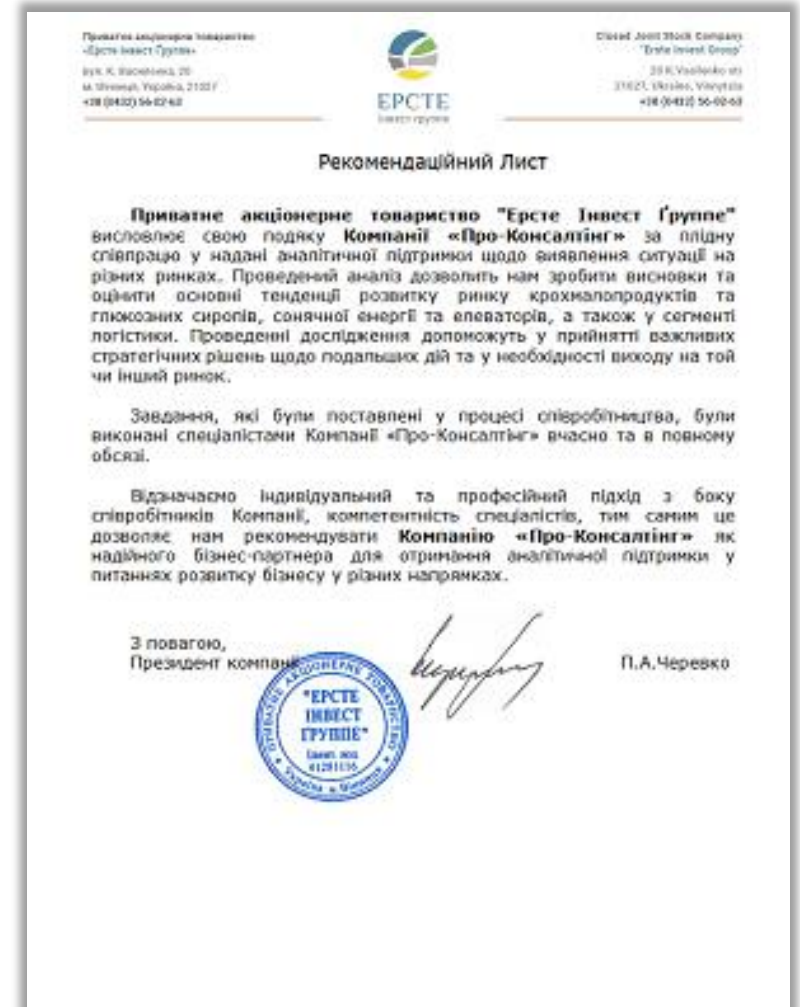 Приватне акціонерне товариство
«Ерсте Інвест Ґруппе»
вул. К. Василенка, 20
м. Вінниця, Україна, 21027
+38 (0432) 56-02-63
ЕРСТЕ
інвест группе
Closed Joint Stock Company
"Erste Invest Group"
20 K.Vasilenko str
21027, Ukraine, Vinnytsia
+38 (0432) 56-02-63
Рекомендаційний Лист
Приватне акціонерне товариство "Ерсте Інвест Ґруппе"
висловлює свою подяку Компанії «Про-Консалтінг» за плідну
співпрацю у надані аналітичної підтримки щодо виявлення ситуації на
різних ринках. Проведений аналіз дозволить нам зробити висновки та
оцінити основні тенденції розвитку ринку крохмалопродуктів та
глюкозних сиропів, сонячної енергії та елеваторів, а також у сегменті
логістики. Проведенні дослідження допоможуть у прийнятті важливих
стратегічних рішень щодо подальших дій та у необхідності виходу на той
чи інший ринок.
Завдання, які були поставлені у процесі співробітництва, були
виконані спеціалістами Компанії «Про-Консалтінг» вчасно та в повному
обсязі.
Відзначаємо індивідуальний та професійний підхід з боку
співробітників Компанії, компетентність спеціалістів, тим самим це
дозволяє нам рекомендувати Компанію «Про-Консалтінг» як
надійного бізнес-партнера для отримання аналітичної підтримки у
питаннях розвитку бізнесу у різних напрямках.
З повагою,
Президент компанії
П.А.Черевко
ПРИВАТНЕ АКЦІОНЕРНЕ ТОВАРИСТВО
"ЕРСТЕ
ІНВЕСТ
ГРУППЕ"
Ідент. код
Україна м. Вінниця